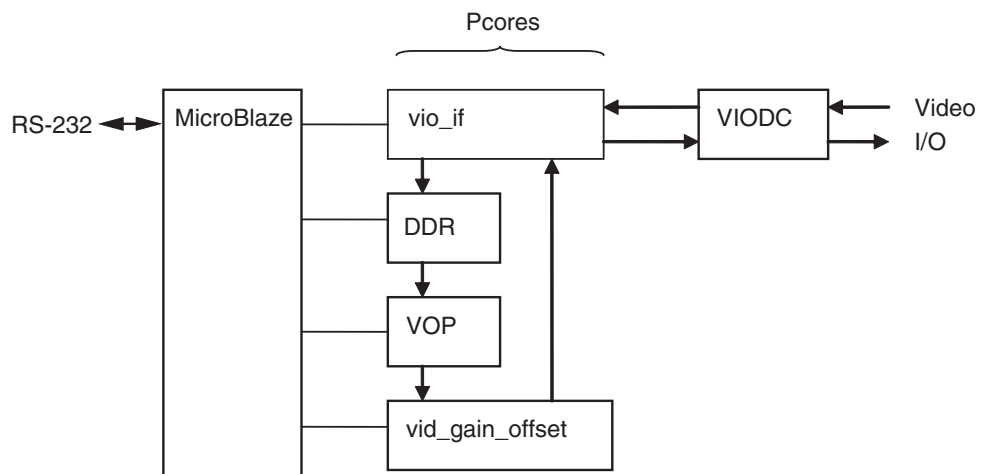 Pcores
RS-232
MicroBlaze
vio_if
VIODC
Video
I/O
DDR
VOP
vid_gain_offset